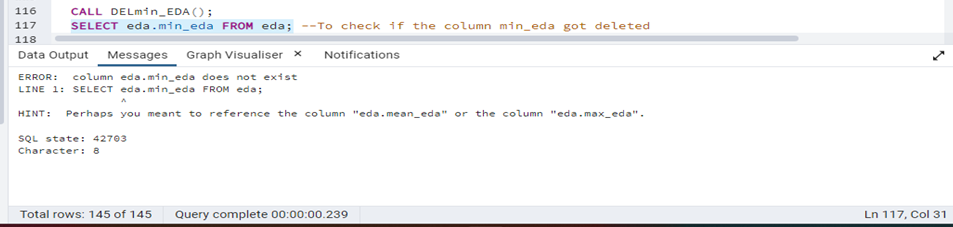 116 CALL DELmin_EDA();
117 SELECT eda.min_eda FROM eda; --To check if the column min_eda got deleted
118
Data Output Messages Graph Visualiser × Notifications
ERROR:  column eda.min_eda does not exist
LINE 1: SELECT eda.min_eda FROM eda;
^
HINT:  Perhaps you meant to reference the column "eda.mean_eda" or the column "eda.max_eda".
SQL state: 42703
Character: 8
Total rows: 145 of 145 Query complete 00:00:00.239 Ln 117, Col 31